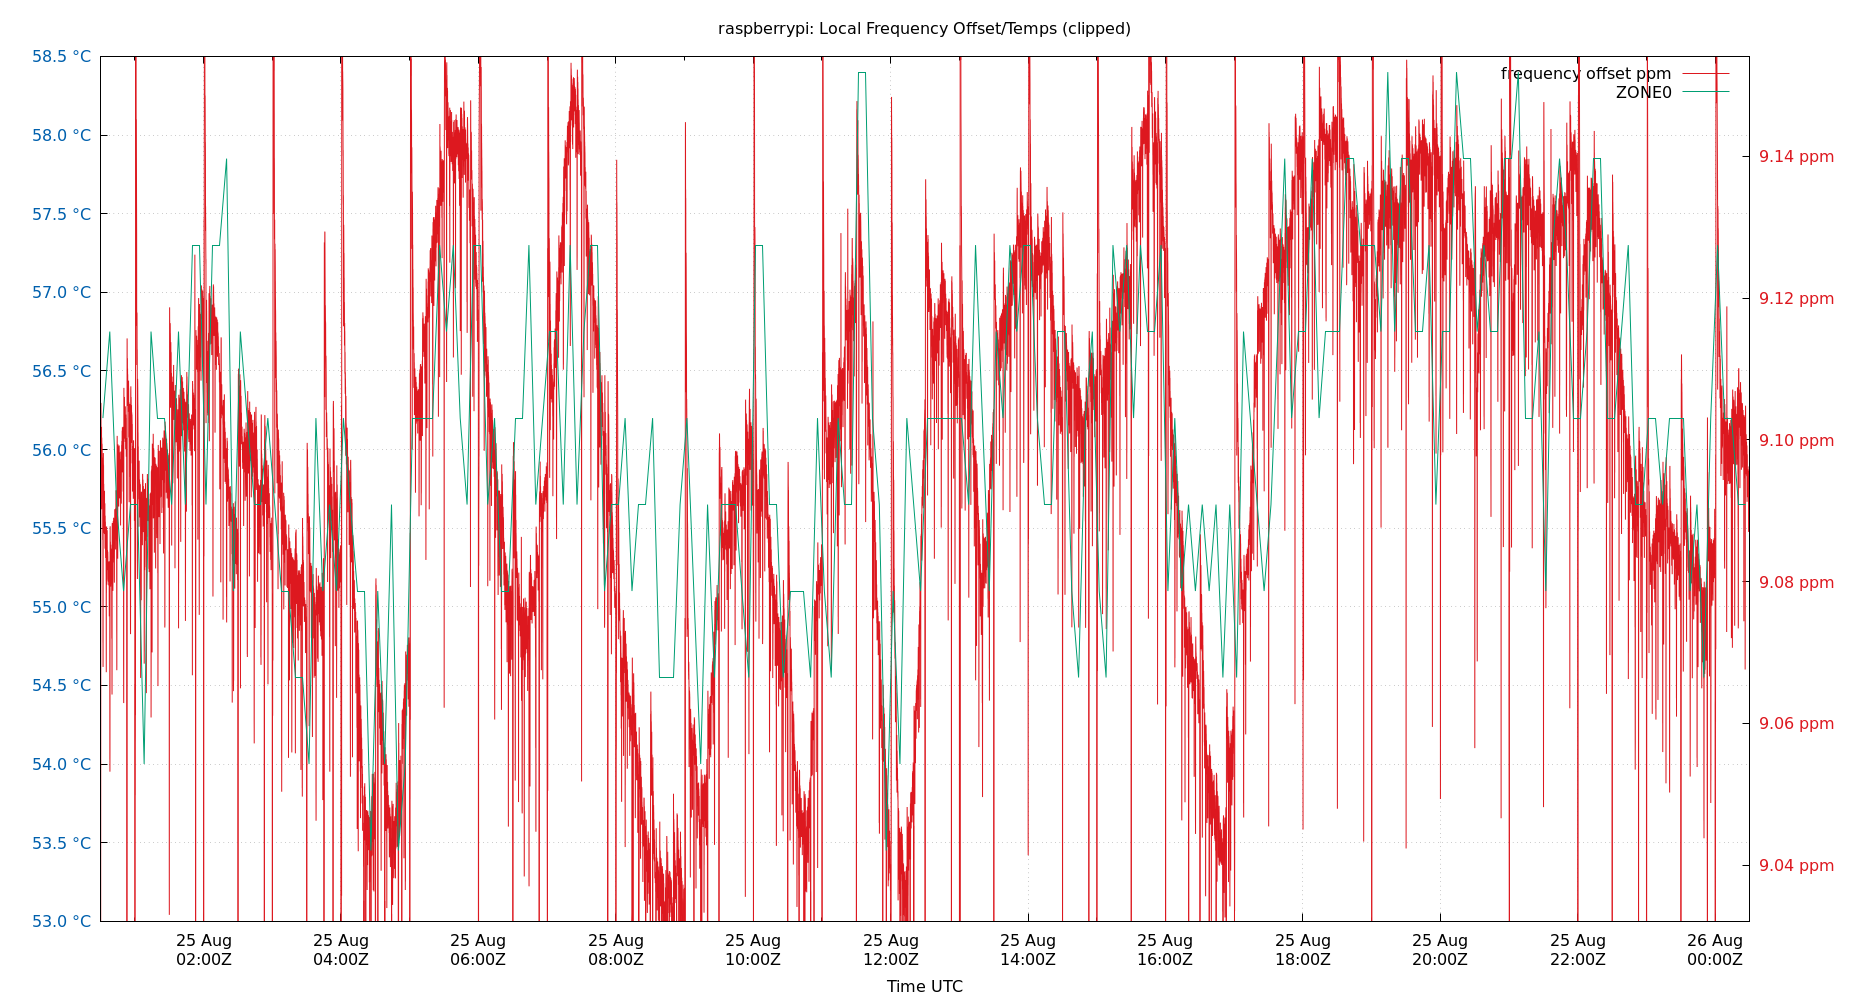 raspberrypi: Local Frequency Offset/Temps (clipped)
58.5 °C
58.0 °C
57.5 °C
57.0 °C
56.5 °C
56.0 °C
55.5 °C
55.0 °C
54.5 °C
54.0 °C
53.5 °C
53.0 °C
frequency offset ppm
ZONE0
9.14 ppm
9.12 ppm
9.10 ppm
9.08 ppm
9.06 ppm
9.04 ppm
25 Aug 25 Aug 25 Aug 25 Aug 25 Aug 25 Aug 25 Aug 25 Aug 25 Aug 25 Aug 25 Aug 26 Aug
02:00Z 04:00Z 06:00Z 08:00Z 10:00Z 12:00Z 14:00Z 16:00Z 18:00Z 20:00Z 22:00Z 00:00Z
Time UTC